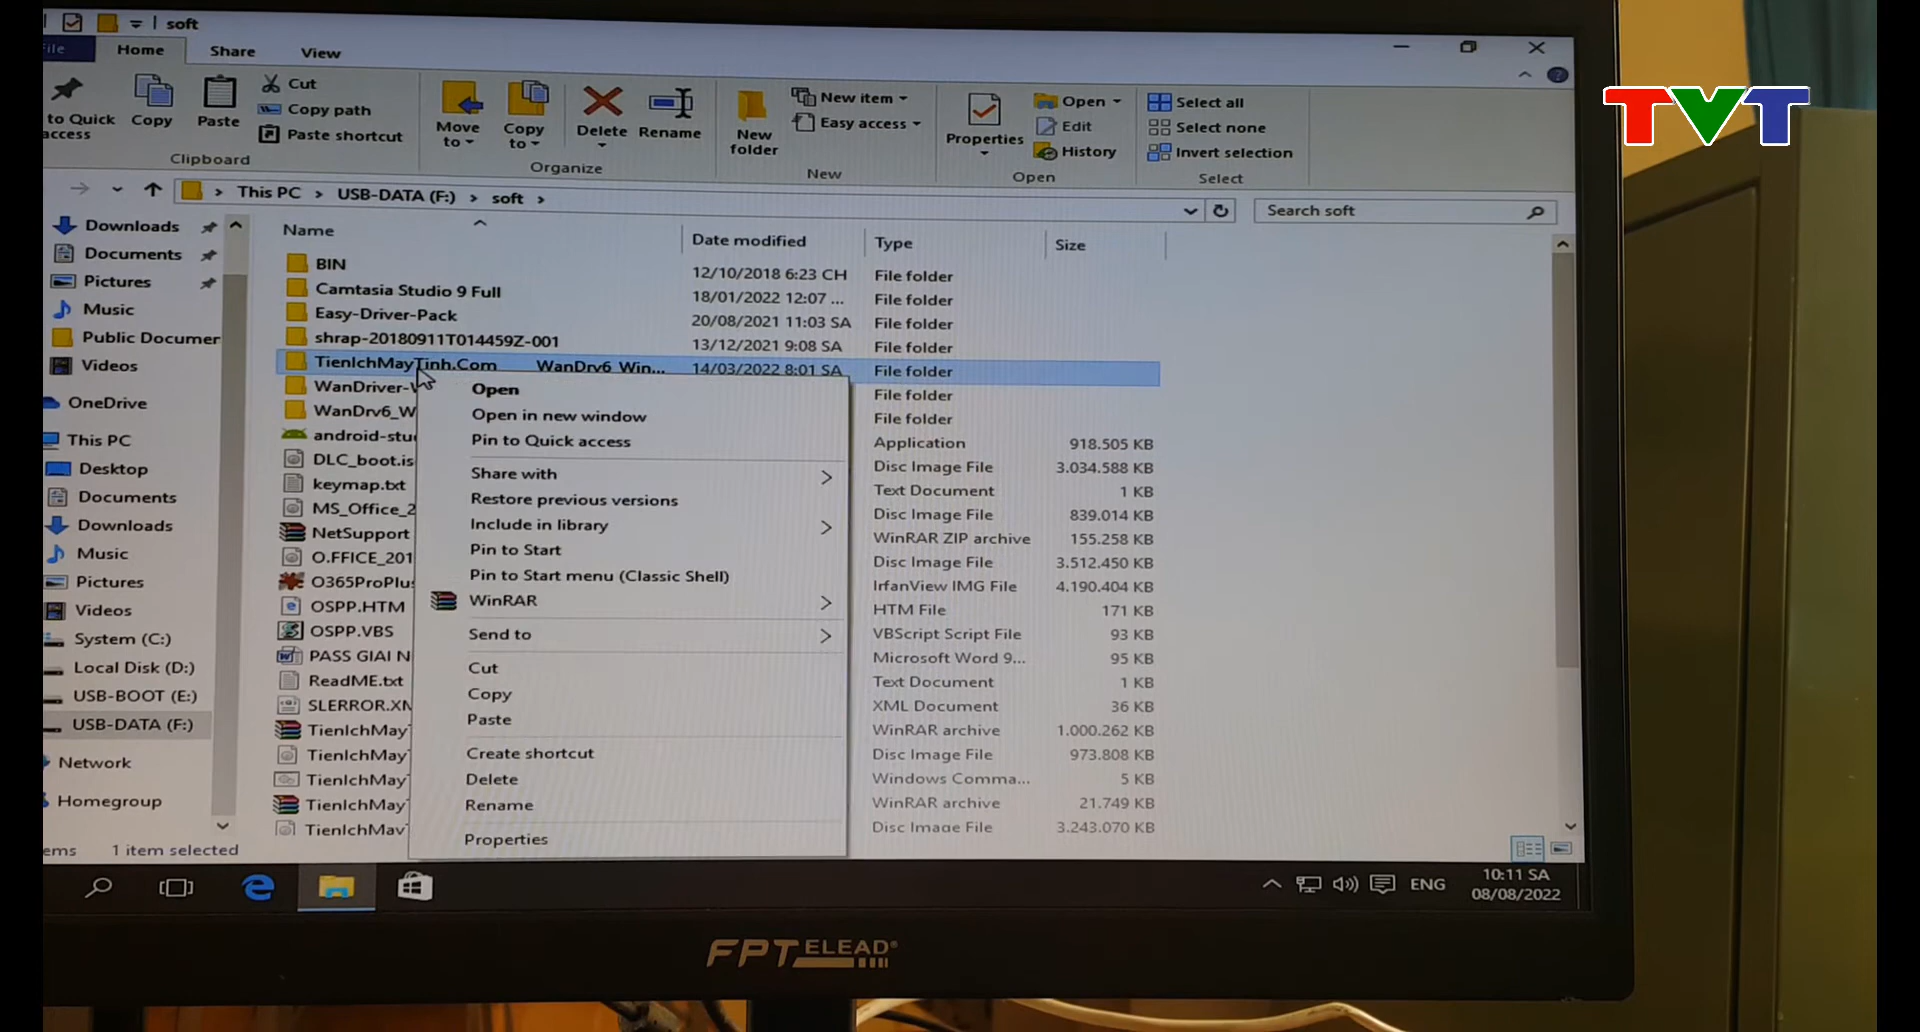 soft
File Home Share View
to Quick access
Copy
Paste
Cut
Copy path
Paste shortcut
Clipboard
Move to
Copy to
Delete
Rename
Organize
New folder
New item
Easy access
New
Properties
Open
Edit
History
Open
Select all
Select none
Invert selection
Select
This PC > USB-DATA (F:) > soft >
Search soft
TVT
Downloads
Documents
Pictures
Music
Public Documer
Videos
OneDrive
This PC
Desktop
Documents
Downloads
Music
Pictures
Videos
System (C:)
Local Disk (D:)
USB-BOOT (E:)
USB-DATA (F:)
Network
Homegroup
Name Date modified Type Size
BIN 12/10/2018 6:23 CH File folder
Camtasia Studio 9 Full 18/01/2022 12:07 ... File folder
Easy-Driver-Pack 20/08/2021 11:03 SA File folder
shrap-20180911T014459Z-001 13/12/2021 9:08 SA File folder
TienIchMayTinh.Com WanDrv6_Win... 14/03/2022 8:01 SA File folder
WanDriver- File folder
WanDrv6_W File folder
android-stu Application 918.505 KB
DLC_boot.is Disc Image File 3.034.588 KB
keymap.txt Text Document 1 KB
MS_Office_2 Disc Image File 839.014 KB
NetSupport WinRAR ZIP archive 155.258 KB
O.FFICE_201 Disc Image File 3.512.450 KB
O365ProPlus IrfanView IMG File 4.190.404 KB
OSPP.HTM HTM File 171 KB
OSPP.VBS VBScript Script File 93 KB
PASS GIAI N Microsoft Word 9... 95 KB
ReadME.txt Text Document 1 KB
SLERROR.XM XML Document 36 KB
TienIchMayT WinRAR archive 1.000.262 KB
TienIchMayT Disc Image File 973.808 KB
TienIchMayT Windows Comma... 5 KB
TienIchMayT WinRAR archive 21.749 KB
TienIchMayT Disc Image File 3.243.070 KB
Open
Open in new window
Pin to Quick access
Share with
Restore previous versions
Include in library
Pin to Start
Pin to Start menu (Classic Shell)
WinRAR
Send to
Cut
Copy
Paste
Create shortcut
Delete
Rename
Properties
ems 1 item selected
ENG
10:11 SA
08/08/2022
FPT ELEAD®